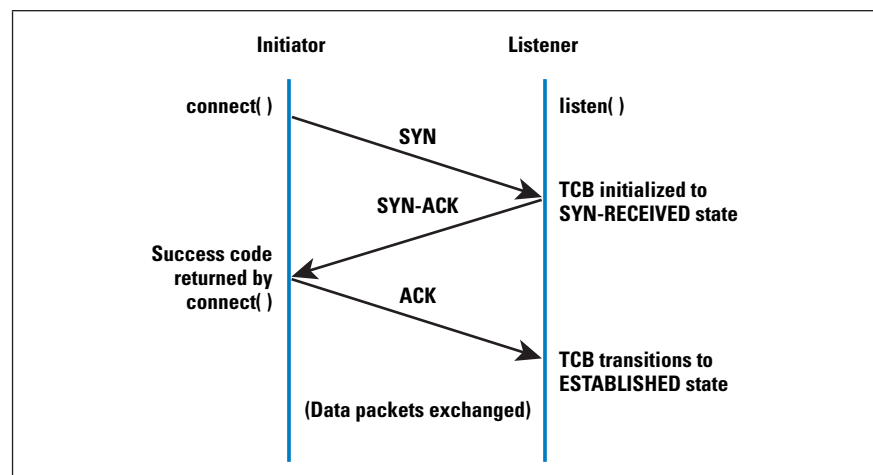 Initiator
Listener
connect( )
listen( )
SYN
TCB initialized to
SYN-RECEIVED state
SYN-ACK
Success code
returned by
connect( )
ACK
TCB transitions to
ESTABLISHED state
(Data packets exchanged)